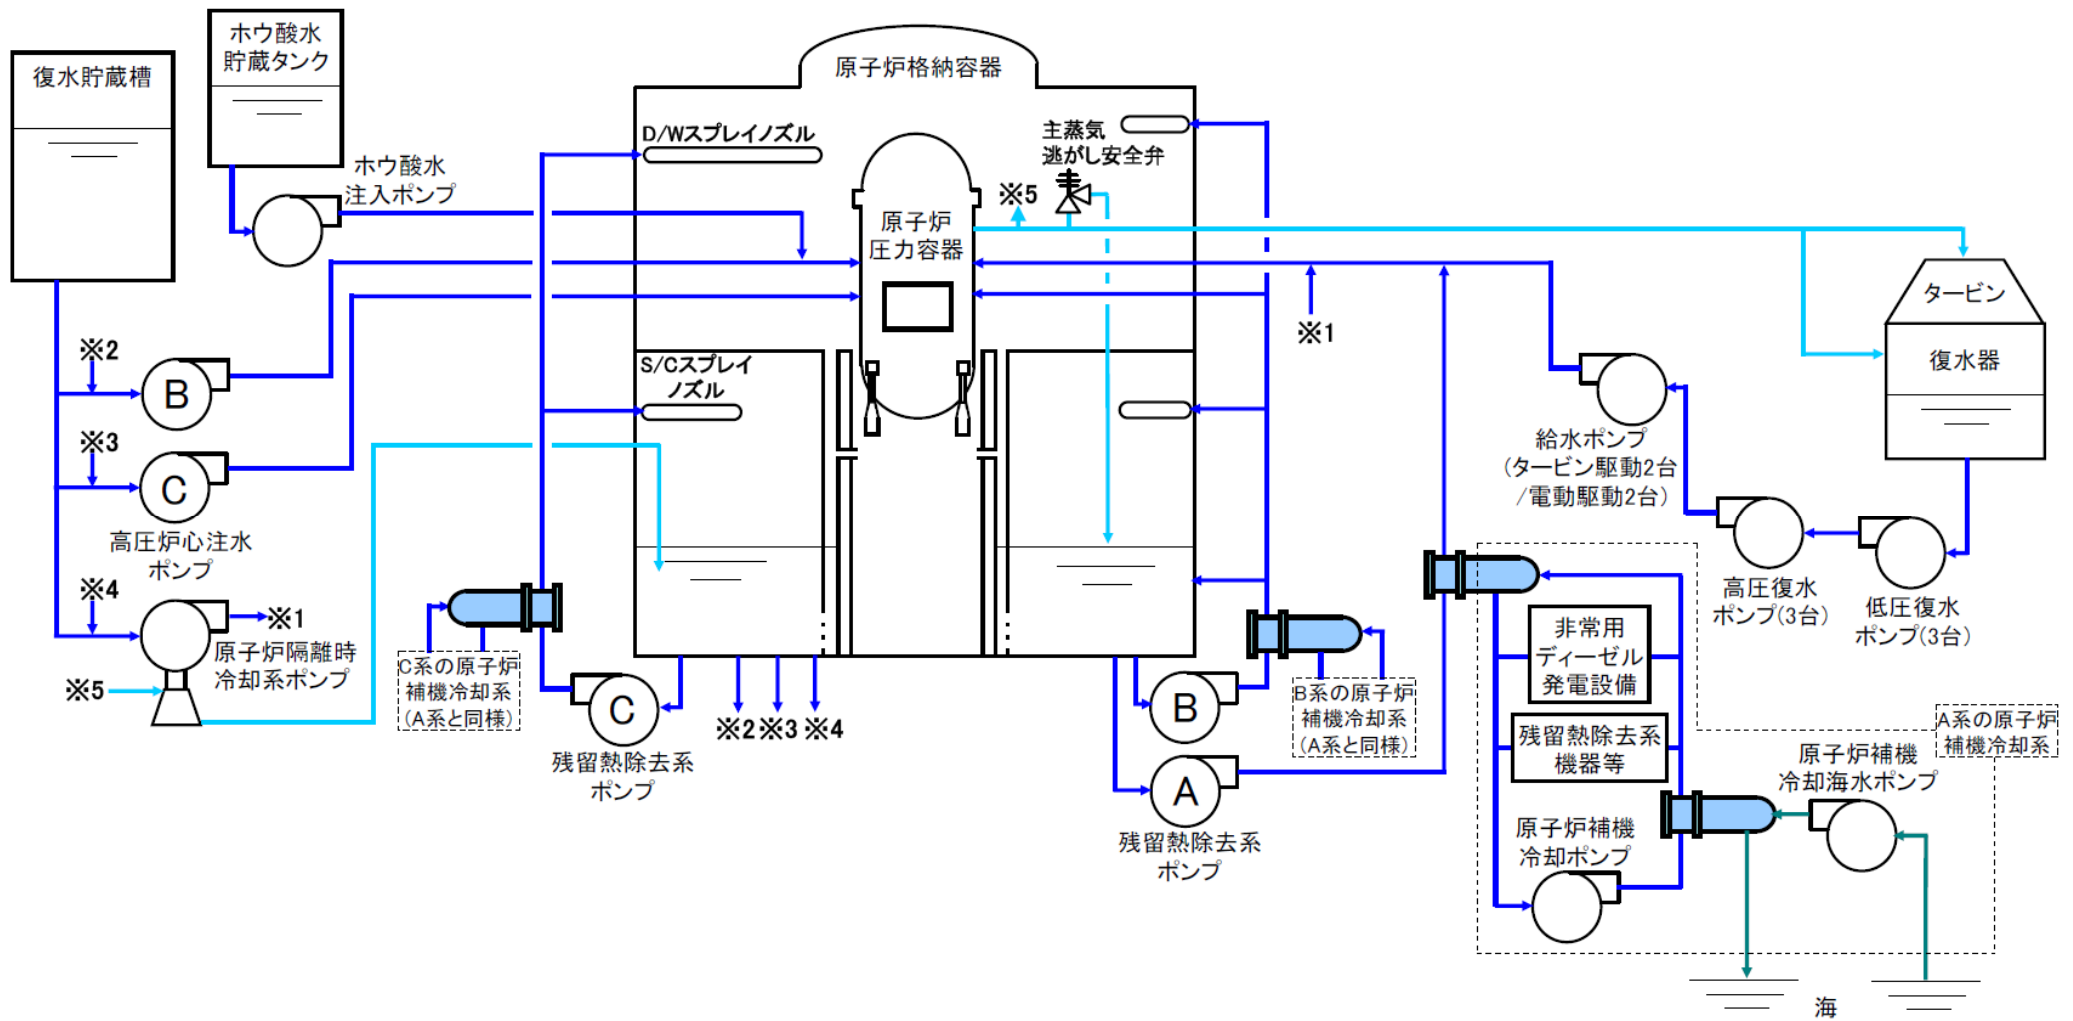 ホウ酸水
貯蔵タンク
復水貯蔵槽
ホウ酸水
注入ポンプ
原子炉格納容器
D/Wスプレイノズル
主蒸気
逃がし安全弁
※5
原子炉
圧力容器
タービン
復水器
※1
※2
B
※3
C
高圧炉心注水
ポンプ
※4
※1
原子炉隔離時
冷却系ポンプ
※5
S/Cスプレイ
ノズル
給水ポンプ
(タービン駆動2台
/電動駆動2台)
高圧復水
ポンプ(3台)
低圧復水
ポンプ(3台)
C系の原子炉
補機冷却系
(A系と同様)
C
残留熱除去系
ポンプ
※2
※3
※4
B
B系の原子炉
補機冷却系
(A系と同様)
A
残留熱除去系
ポンプ
非常用
ディーゼル
発電設備
残留熱除去系
機器等
A系の原子炉
補機冷却系
原子炉補機
冷却海水ポンプ
原子炉補機
冷却ポンプ
海